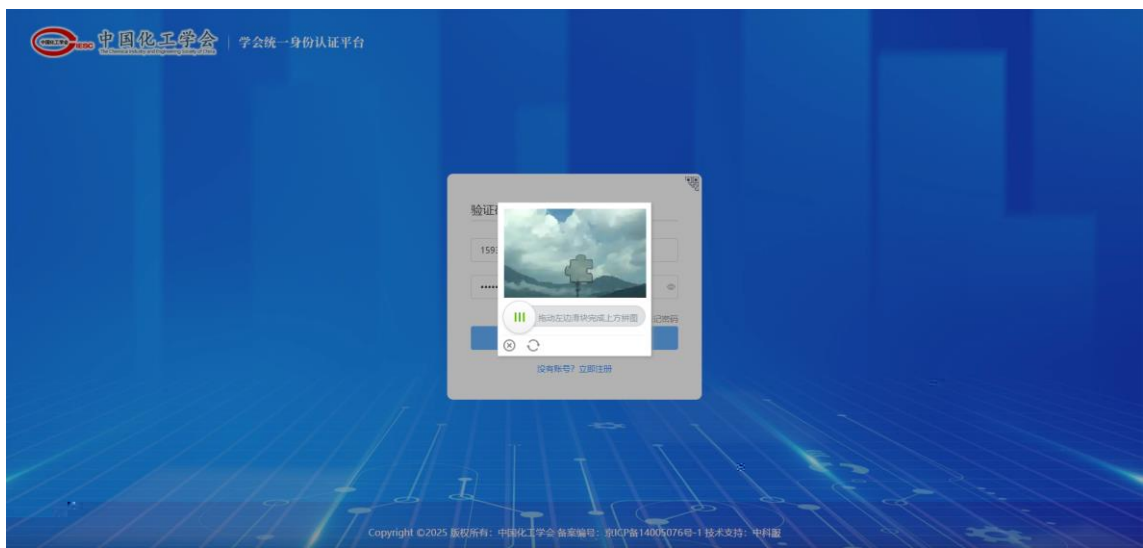 中国化工学会
学会统一身份认证平台
验证
159
拖动左边滑块完成上方拼图
记密码
没有账号? 立即注册
Copyright ©2025 版权所有: 中国化工学会 备案编号: 京ICP备14005076号-1 技术支持: 中科服